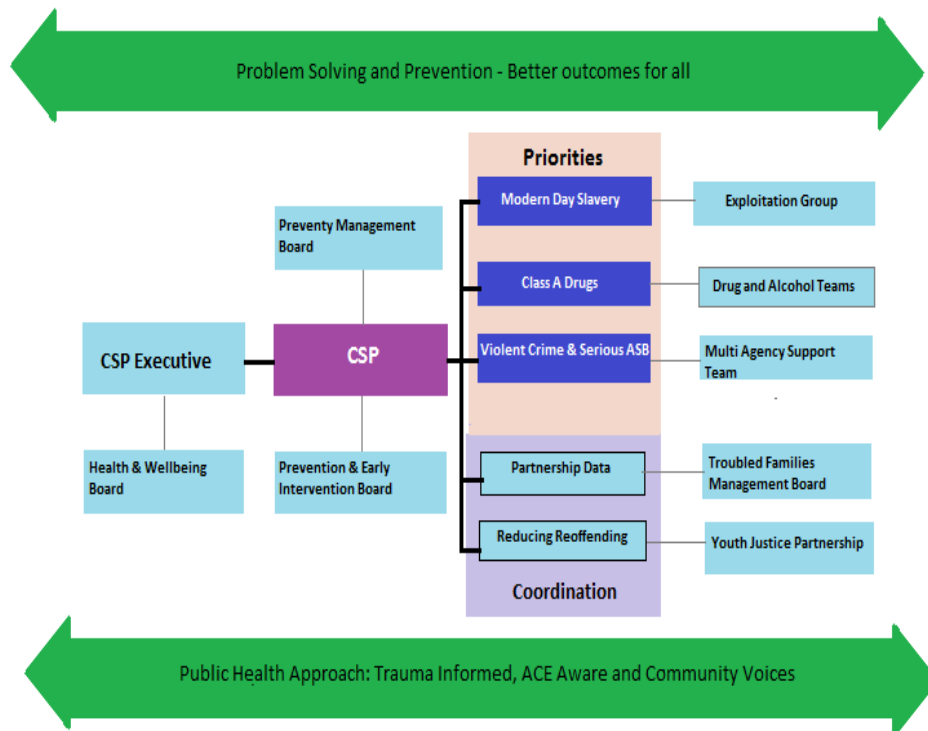 Problem Solving and Prevention - Better outcomes for all
Priorities
Modern Day Slavery
Exploitation Group
Preventy Management
Board
Class A Drugs
Drug and Alcohol Teams
CSP Executive
CSP
Violent Crime & Serious ASB
Multi Agency Support
Team
Health & Wellbeing
Board
Prevention & Early
Intervention Board
Partnership Data
Troubled Families
Management Board
Reducing Reoffending
Youth Justice Partnership
Coordination
Public Health Approach: Trauma Informed, ACE Aware and Community Voices